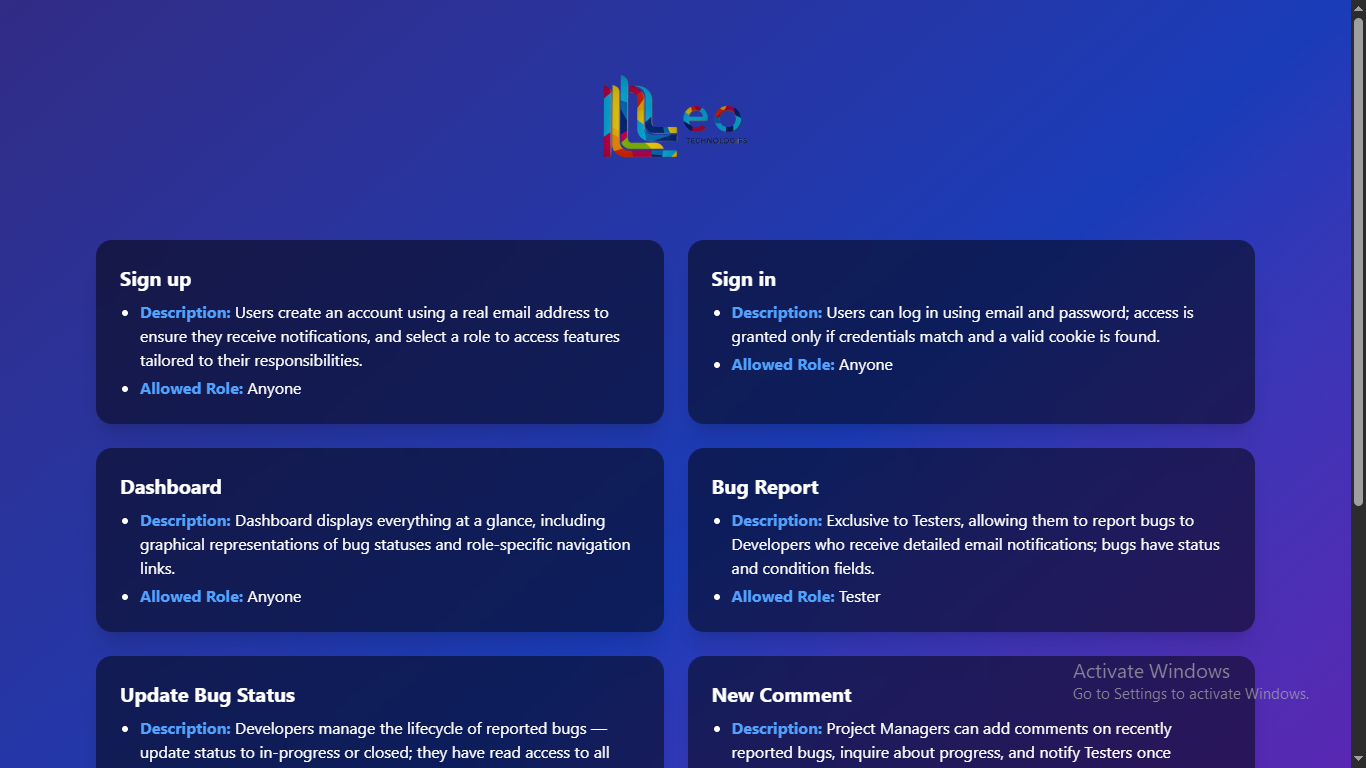 Leo
TECHNOLOGIES
Sign up
Description: Users create an account using a real email address to
ensure they receive notifications, and select a role to access features
tailored to their responsibilities.
Allowed Role: Anyone
Sign in
Description: Users can log in using email and password; access is
granted only if credentials match and a valid cookie is found.
Allowed Role: Anyone
Dashboard
Description: Dashboard displays everything at a glance, including
graphical representations of bug statuses and role-specific navigation
links.
Allowed Role: Anyone
Bug Report
Description: Exclusive to Testers, allowing them to report bugs to
Developers who receive detailed email notifications; bugs have status
and condition fields.
Allowed Role: Tester
Update Bug Status
Description: Developers manage the lifecycle of reported bugs —
update status to in-progress or closed; they have read access to all
New Comment
Description: Project Managers can add comments on recently
reported bugs, inquire about progress, and notify Testers once
Activate Windows
Go to Settings to activate Windows.